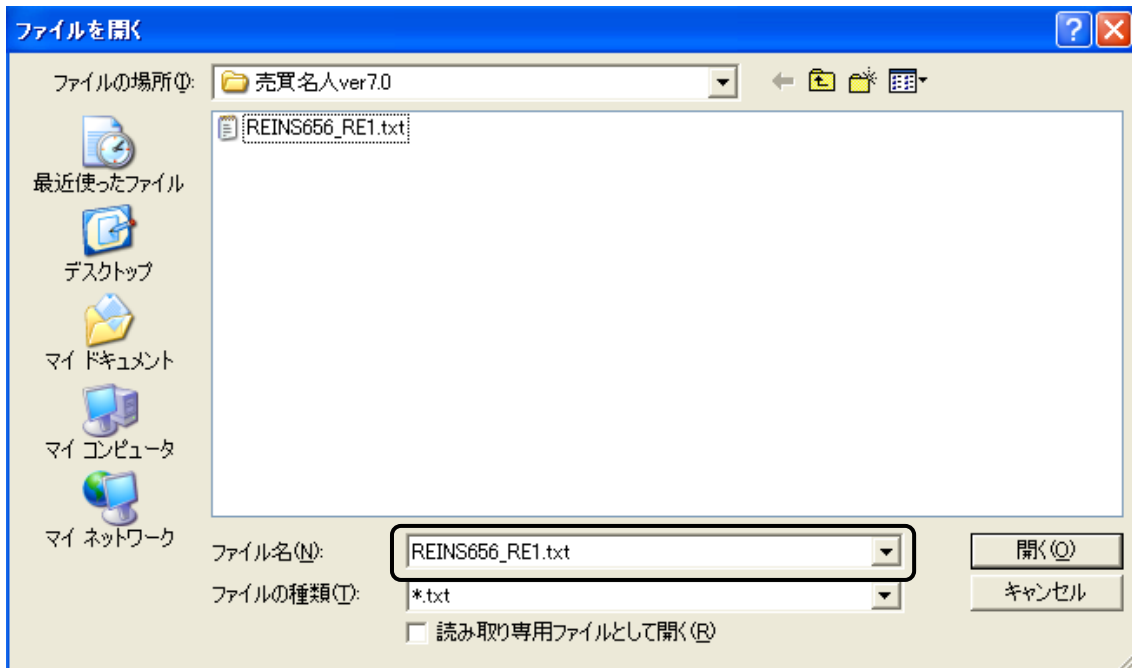 ファイルを開く
ファイルの場所(I):
売買名人ver7.0
REINS656_RE1.txt
最近使ったファイル
デスクトップ
マイ ドキュメント
マイ コンピュータ
マイ ネットワーク
ファイル名(N):
REINS656_RE1.txt
開く(O)
ファイルの種類(T):
*.txt
キャンセル
読み取り専用ファイルとして開く(R)